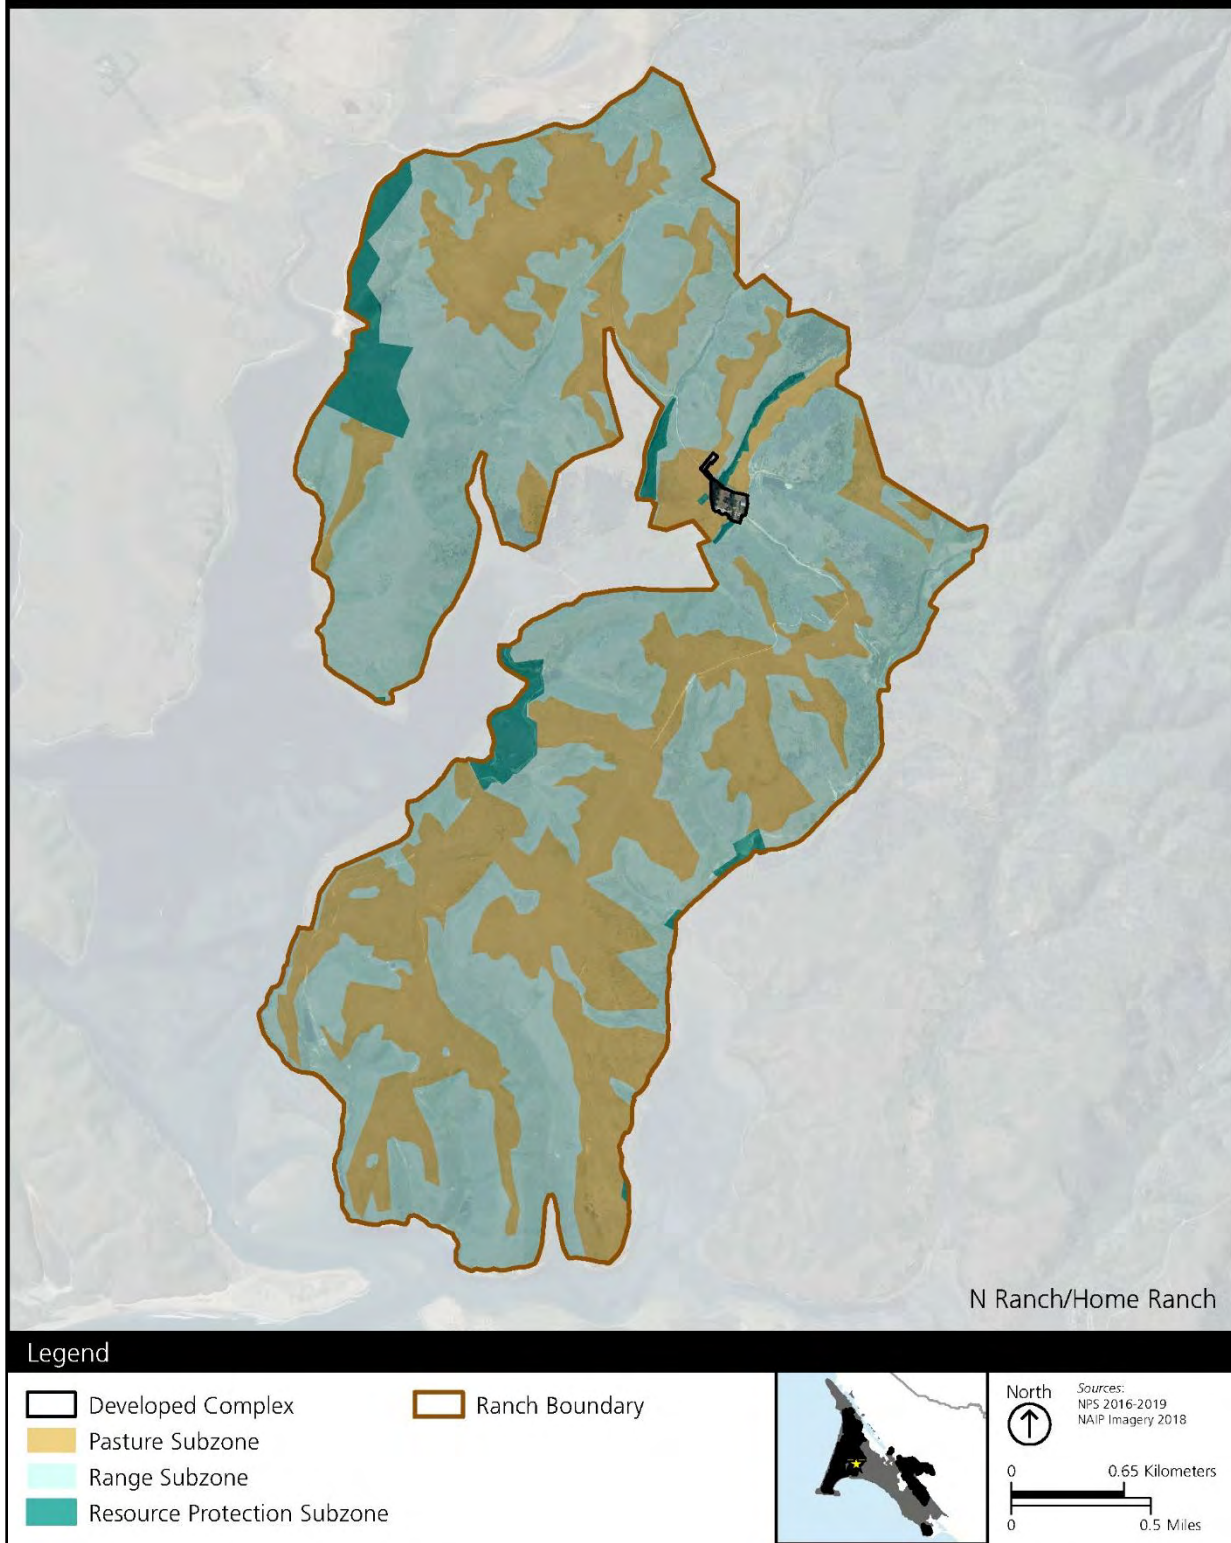 N Ranch/Home Ranch
Legend
Developed Complex
Pasture Subzone
Range Subzone
Resource Protection Subzone
Ranch Boundary
North
Sources:
NPS 2016-2019
NAIP Imagery 2018
0 0.65 Kilometers
0 0.5 Miles